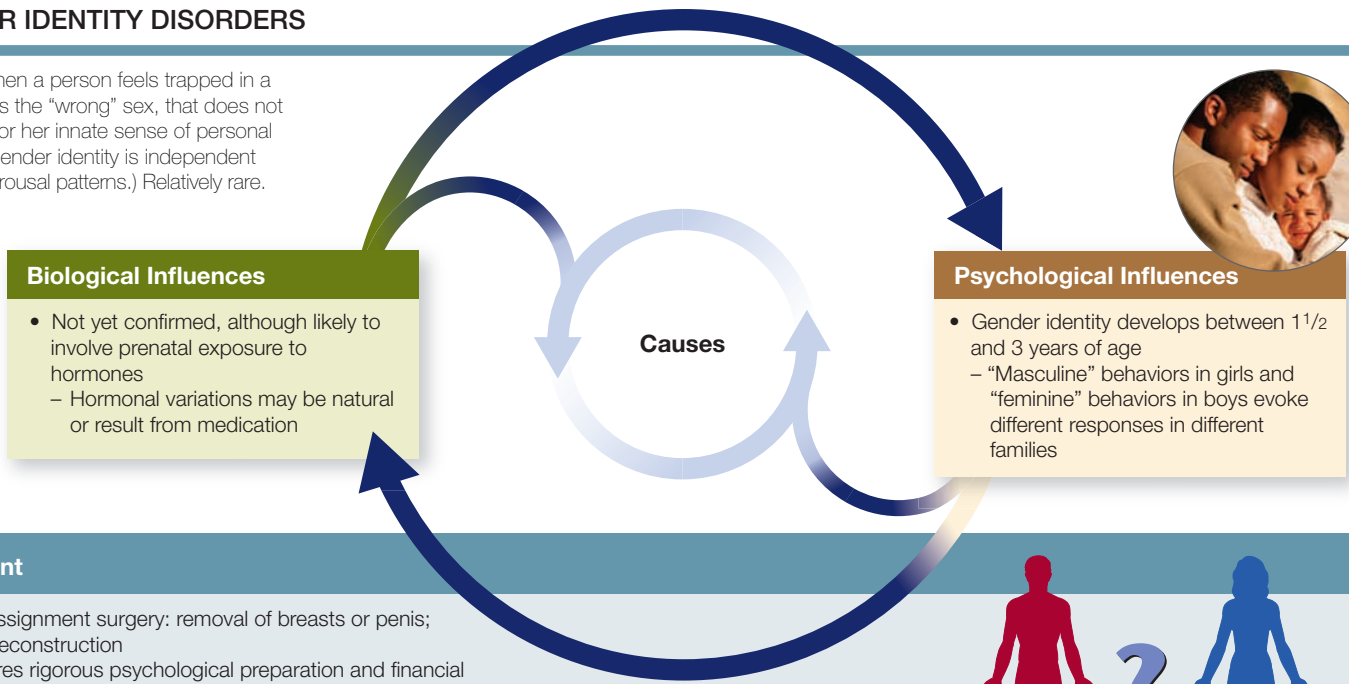 R IDENTITY DISORDERS
hen a person feels trapped in a
s the “wrong” sex, that does not
or her innate sense of personal
ender identity is independent
rousal patterns.) Relatively rare.
Biological Influences
• Not yet confirmed, although likely to
involve prenatal exposure to
hormones
– Hormonal variations may be natural
or result from medication
Causes
Psychological Influences
• Gender identity develops between 1 1/2
and 3 years of age
– “Masculine” behaviors in girls and
“feminine” behaviors in boys evoke
different responses in different
families
nt
ssignment surgery: removal of breasts or penis;
econstruction
res rigorous psychological preparation and financial
?